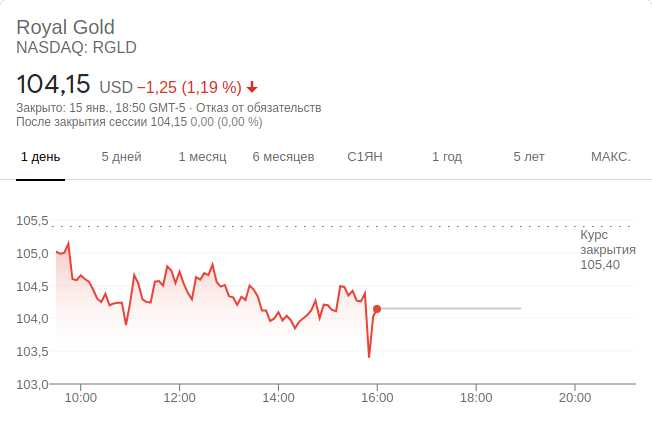 Royal Gold
NASDAQ: RGLD
104,15 USD −1,25 (1,19 %)
Закрыто: 15 янв., 18:50 GMT-5 · Отказ от обязательств
После закрытия сессии 104,15 0,00 (0,00 %)
1 день 5 дней 1 месяц 6 месяцев С1ЯН 1 год 5 лет МАКС.
105,5
Курс
закрытия
105,40
105,0
104,5
104,0
103,5
103,0
10:00 12:00 14:00 16:00 18:00 20:00